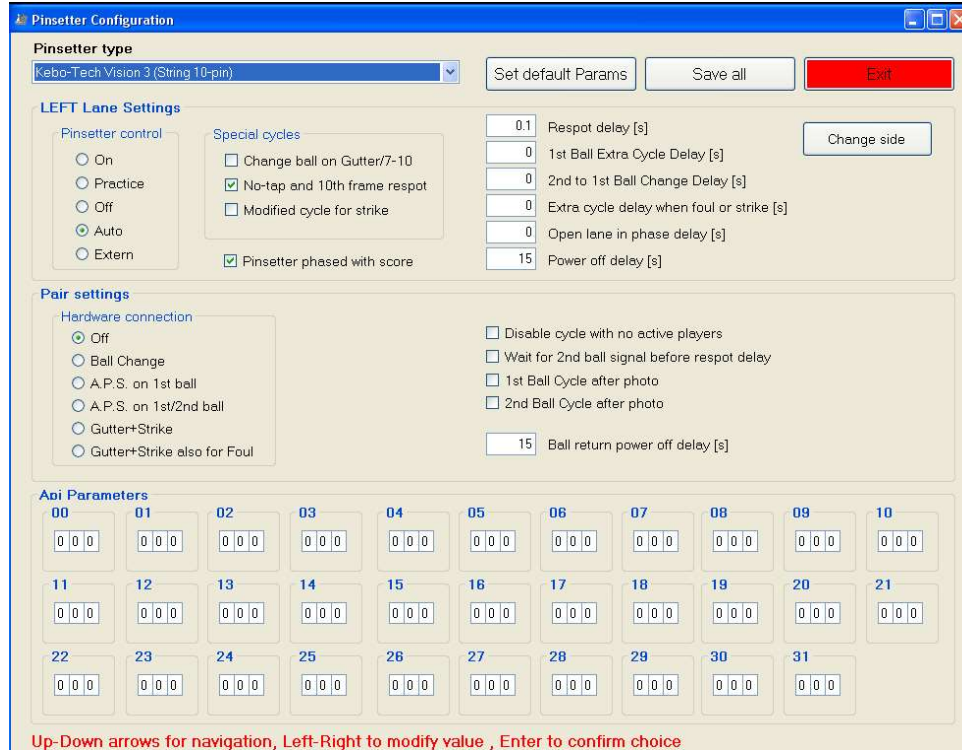 Pinsetter Configuration
Pinsetter type
Kebo-Tech Vision 3 (String 10-pin)
Set default Params
Save all
Exit
LEFT Lane Settings
Pinsetter control
On
Practice
Off
Auto
Extern
Special cycles
Change ball on Gutter/7-10
No-tap and 10th frame respot
Modified cycle for strike
Pinsetter phased with score
0.1 Respot delay [s]
0 1st Ball Extra Cycle Delay [s]
0 2nd to 1st Ball Change Delay [s]
0 Extra cycle delay when foul or strike [s]
0 Open lane in phase delay [s]
15 Power off delay [s]
Change side
Pair settings
Hardware connection
Off
Ball Change
A.P.S. on 1st ball
A.P.S. on 1st/2nd ball
Gutter+Strike
Gutter+Strike also for Foul
Disable cycle with no active players
Wait for 2nd ball signal before respot delay
1st Ball Cycle after photo
2nd Ball Cycle after photo
15 Ball return power off delay [s]
Api Parameters
00 01 02 03 04 05 06 07 08 09 10
0 0 0 0 0 0 0 0 0 0 0 0 0 0 0 0 0 0 0 0 0 0 0 0 0 0 0 0 0 0 0 0 0
11 12 13 14 15 16 17 18 19 20 21
0 0 0 0 0 0 0 0 0 0 0 0 0 0 0 0 0 0 0 0 0 0 0 0 0 0 0 0 0 0 0 0 0
22 23 24 25 26 27 28 29 30 31
0 0 0 0 0 0 0 0 0 0 0 0 0 0 0 0 0 0 0 0 0 0 0 0 0 0 0 0 0 0
Up-Down arrows for navigation, Left-Right to modify value , Enter to confirm choice